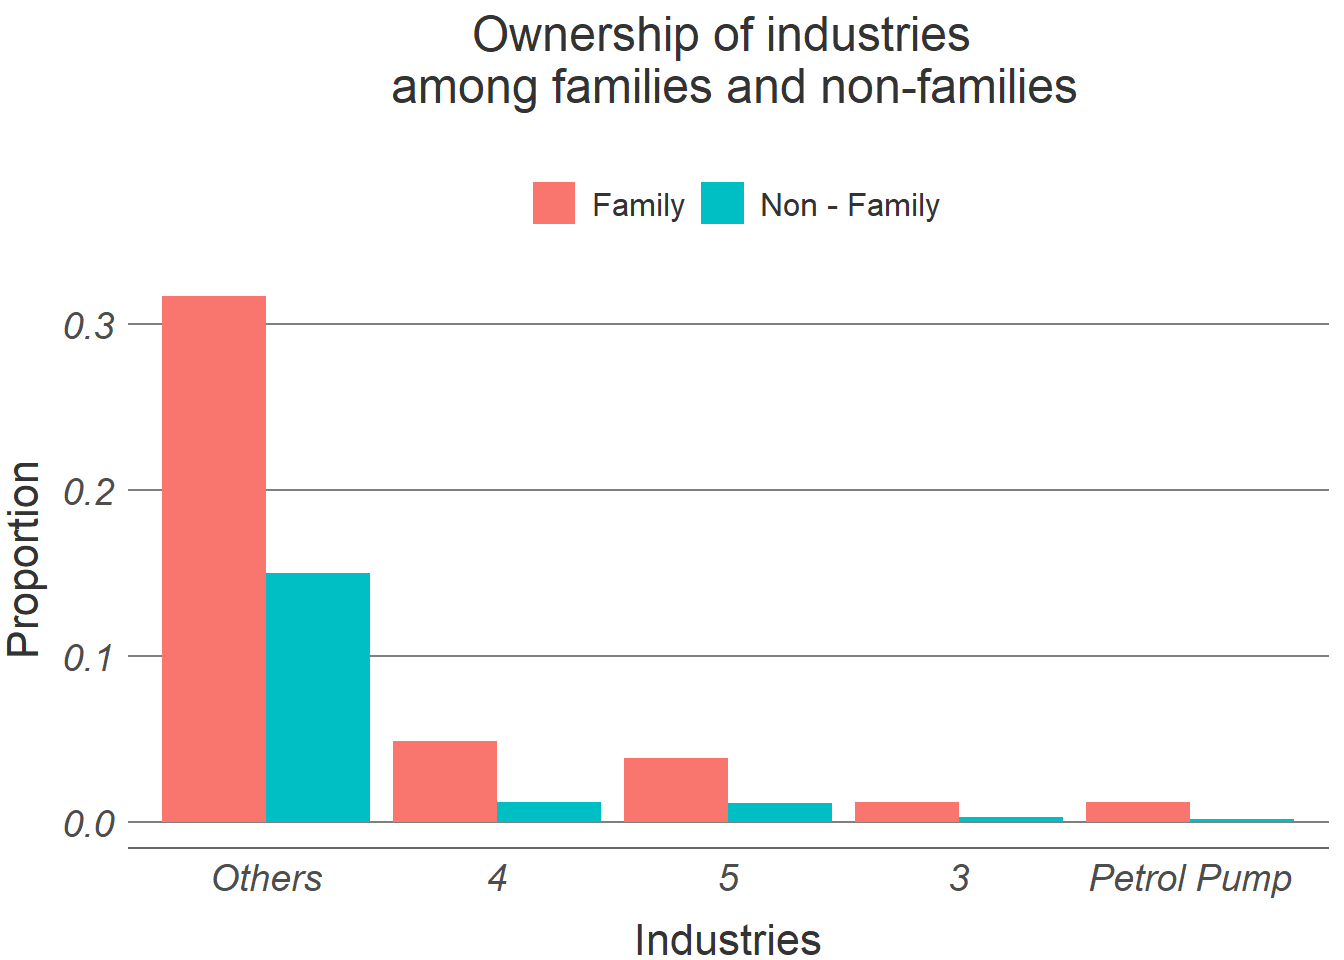 Ownership of industries
among families and non-families
Family
Non - Family
0.3
0.2
0.1
0.0
Proportion
Others
4
5
3
Petrol Pump
Industries